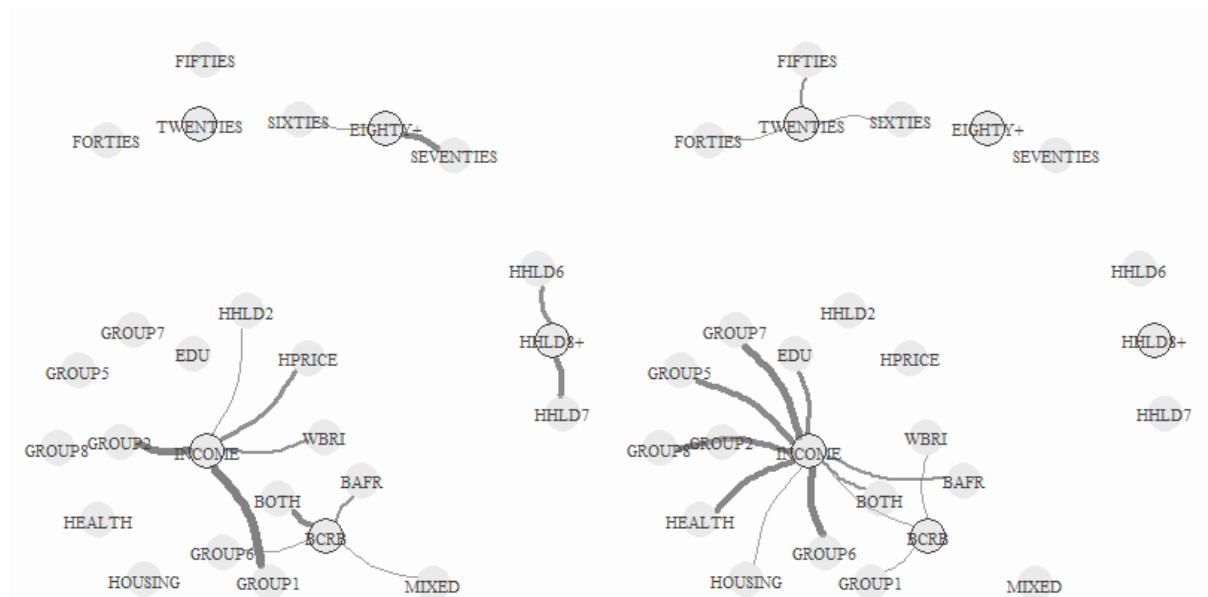 FIFTIES
TWENTIES
SIXTIES
EIGHTY+
FORTIES
SEVENTIES
HHLD6
HHLD2
GROUP7
HHLD8+
EDU
HPRICE
GROUP5
HHLD7
GROUP8
GROUP2
INCOME
WBRI
BAFR
BOTH
HEALTH
BCRB
GROUP6
HOUSING
GROUP1
MIXED
FIFTIES
TWENTIES
SIXTIES
EIGHTY+
FORTIES
SEVENTIES
HHLD6
HHLD2
GROUP7
HHLD8+
EDU
HPRICE
GROUP5
HHLD7
GROUP8
GROUP2
INCOME
WBRI
BAFR
BOTH
HEALTH
BCRB
GROUP6
HOUSING
GROUP1
MIXED